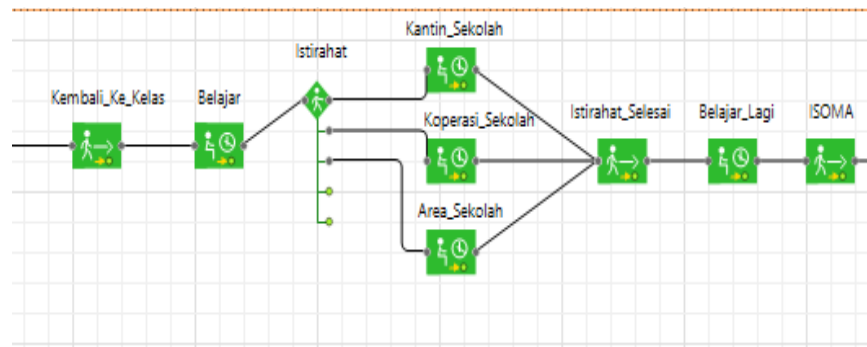 Kantin_Sekolah
Istirahat
Kembali_Ke_Kelas
Belajar
Koperasi_Sekolah
Istirahat_Selesai
Belajar_Lagi
ISOMA
Area_Sekolah